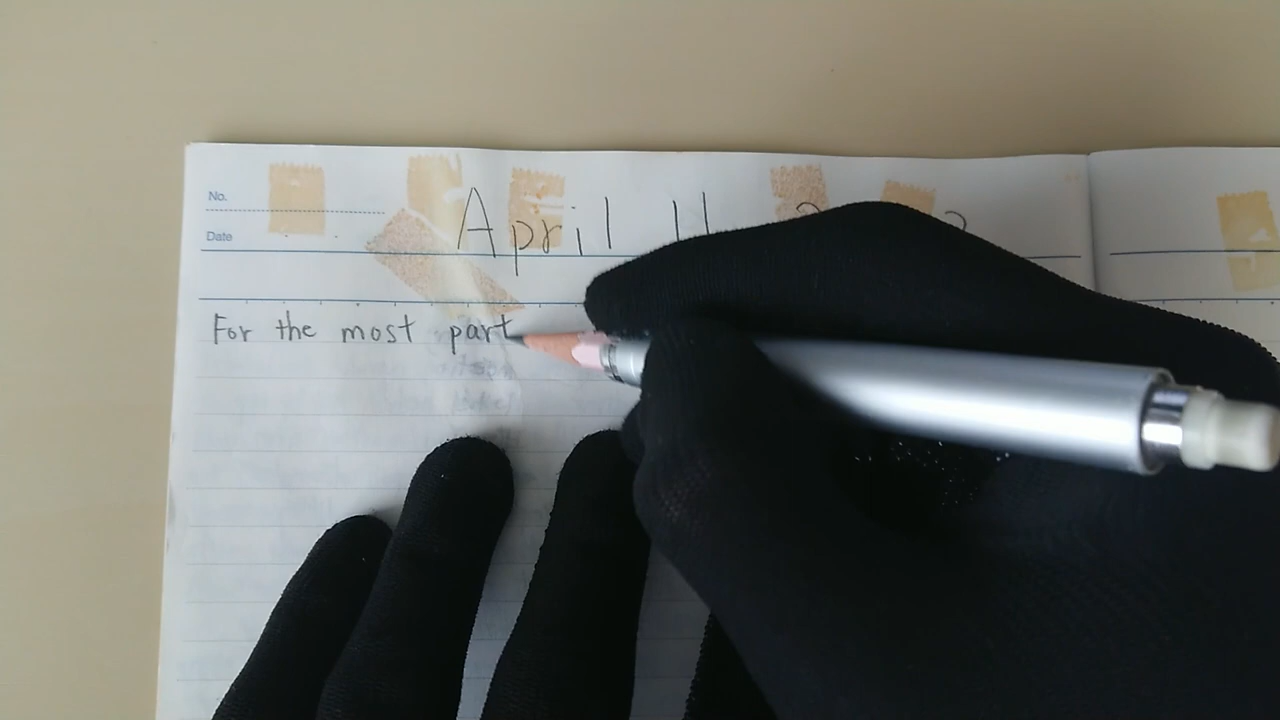 No.
April 11
Date
For the most part